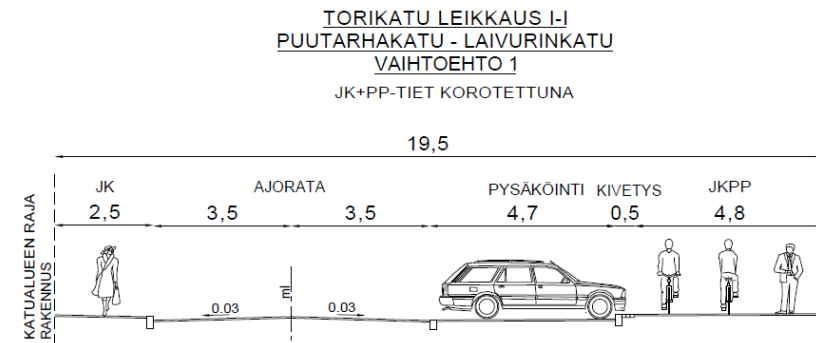 TORIKATU LEIKKAUS I-I
PUUTARHAKATU - LAIVURINKATU
VAIHTOEHTO 1
JK+PP-TIET KOROTETTUNA
19,5
JK AJORATA PYSÄKÖINTI KIVETYS JKPP
2,5 3,5 3,5 4,7 0,5 4,8
KATUALUEEN RAJA
RAKENNUS
ml
0.03 0.03